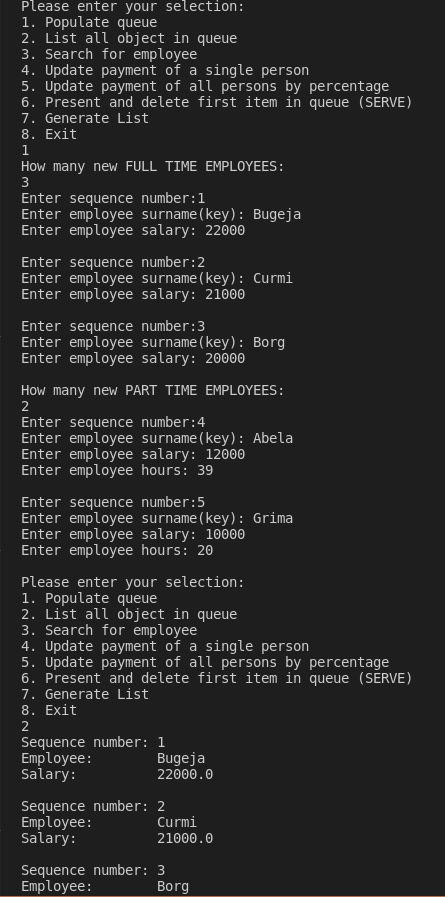 Please enter your selection:
1. Populate queue
2. List all object in queue
3. Search for employee
4. Update payment of a single person
5. Update payment of all persons by percentage
6. Present and delete first item in queue (SERVE)
7. Generate List
8. Exit
1
How many new FULL TIME EMPLOYEES:
3
Enter sequence number:1
Enter employee surname(key): Bugeja
Enter employee salary: 22000
Enter sequence number:2
Enter employee surname(key): Curmi
Enter employee salary: 21000
Enter sequence number:3
Enter employee surname(key): Borg
Enter employee salary: 20000
How many new PART TIME EMPLOYEES:
2
Enter sequence number:4
Enter employee surname(key): Abela
Enter employee salary: 12000
Enter employee hours: 39
Enter sequence number:5
Enter employee surname(key): Grima
Enter employee salary: 10000
Enter employee hours: 20
Please enter your selection:
1. Populate queue
2. List all object in queue
3. Search for employee
4. Update payment of a single person
5. Update payment of all persons by percentage
6. Present and delete first item in queue (SERVE)
7. Generate List
8. Exit
2
Sequence number: 1
Employee: Bugeja
Salary: 22000.0
Sequence number: 2
Employee: Curmi
Salary: 21000.0
Sequence number: 3
Employee: Borg